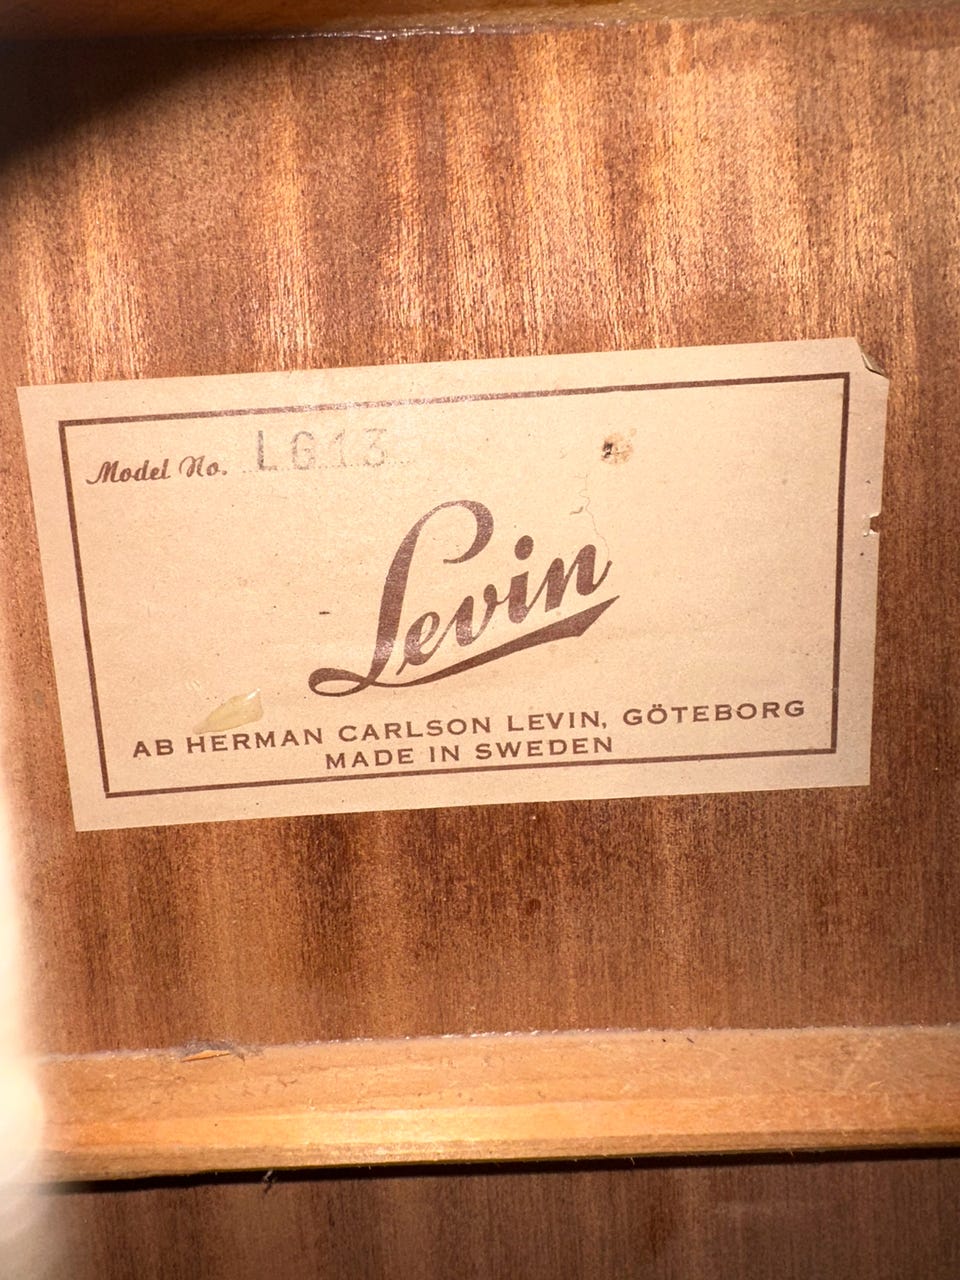 Model No. LG13
Levin
AB HERMAN CARLSON LEVIN, GÖTEBORG
MADE IN SWEDEN